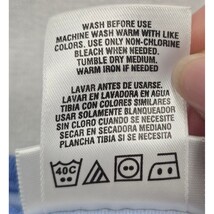 WASH BEFORE USE
MACHINE WASH WARM WITH LIKE
COLORS. USE ONLY NON-CHLORINE
BLEACH WHEN NEEDED.
TUMBLE DRY MEDIUM.
WARM IRON IF NEEDED
LAVAR ANTES DE USARSE.
LAVAR EN LAVADORA EN AGUA
TIBIA CON COLORES SIMILARES
USAR SOLAMENTE BLANQUEADOR
SIN CLORO CUANDO SE NECESITE
SECAR EN SECADORA A MEDIO
PLANCHA TIBIA SI SE NECESITE
40C